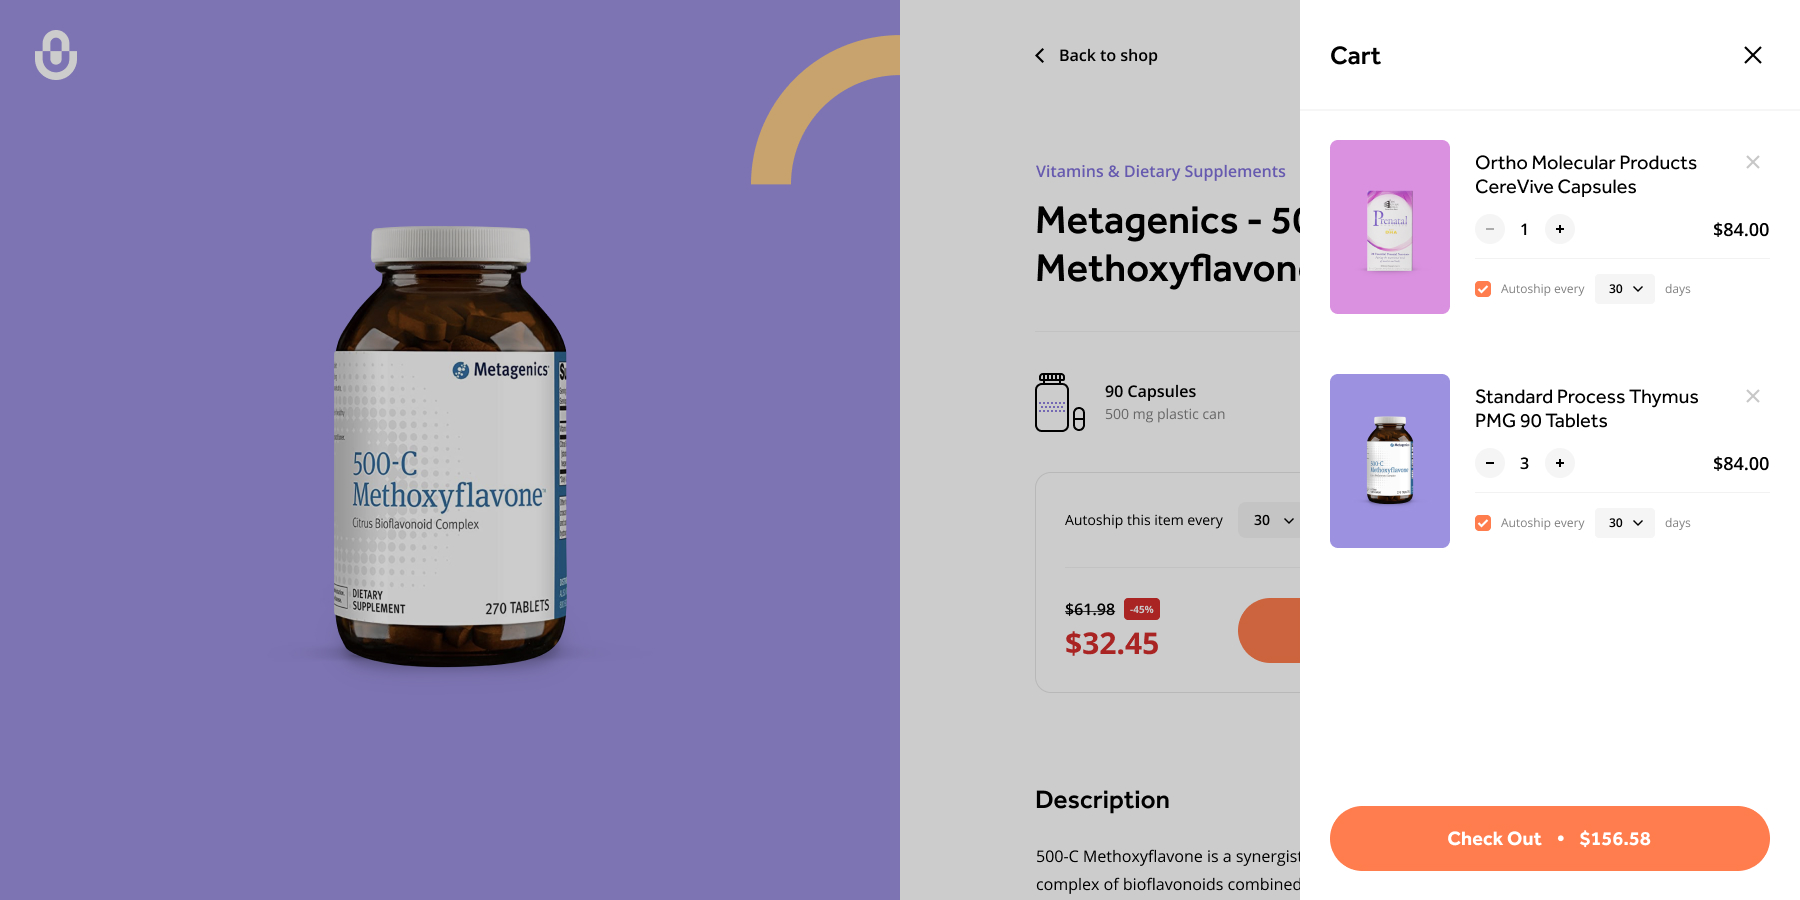 Back to shop
Vitamins & Dietary Supplements
Metagenics - 50
Methoxyflavon
90 Capsules
500 mg plastic can
Autoship this item every 30
$61.98 -45%
$32.45
Description
500-C Methoxyflavone is a synergist
complex of bioflavonoids combined
Metagenics
500-C
Methoxyflavone
Citrus Bioflavonoid Complex
DIETARY
SUPPLEMENT
270 TABLETS
Cart
Ortho Molecular Products
CereVive Capsules
1
$84.00
Autoship every 30 days
Prenatal
Standard Process Thymus
PMG 90 Tablets
3
$84.00
Autoship every 30 days
Metagenics
500-C
Methoxyflavone
Check Out • $156.58